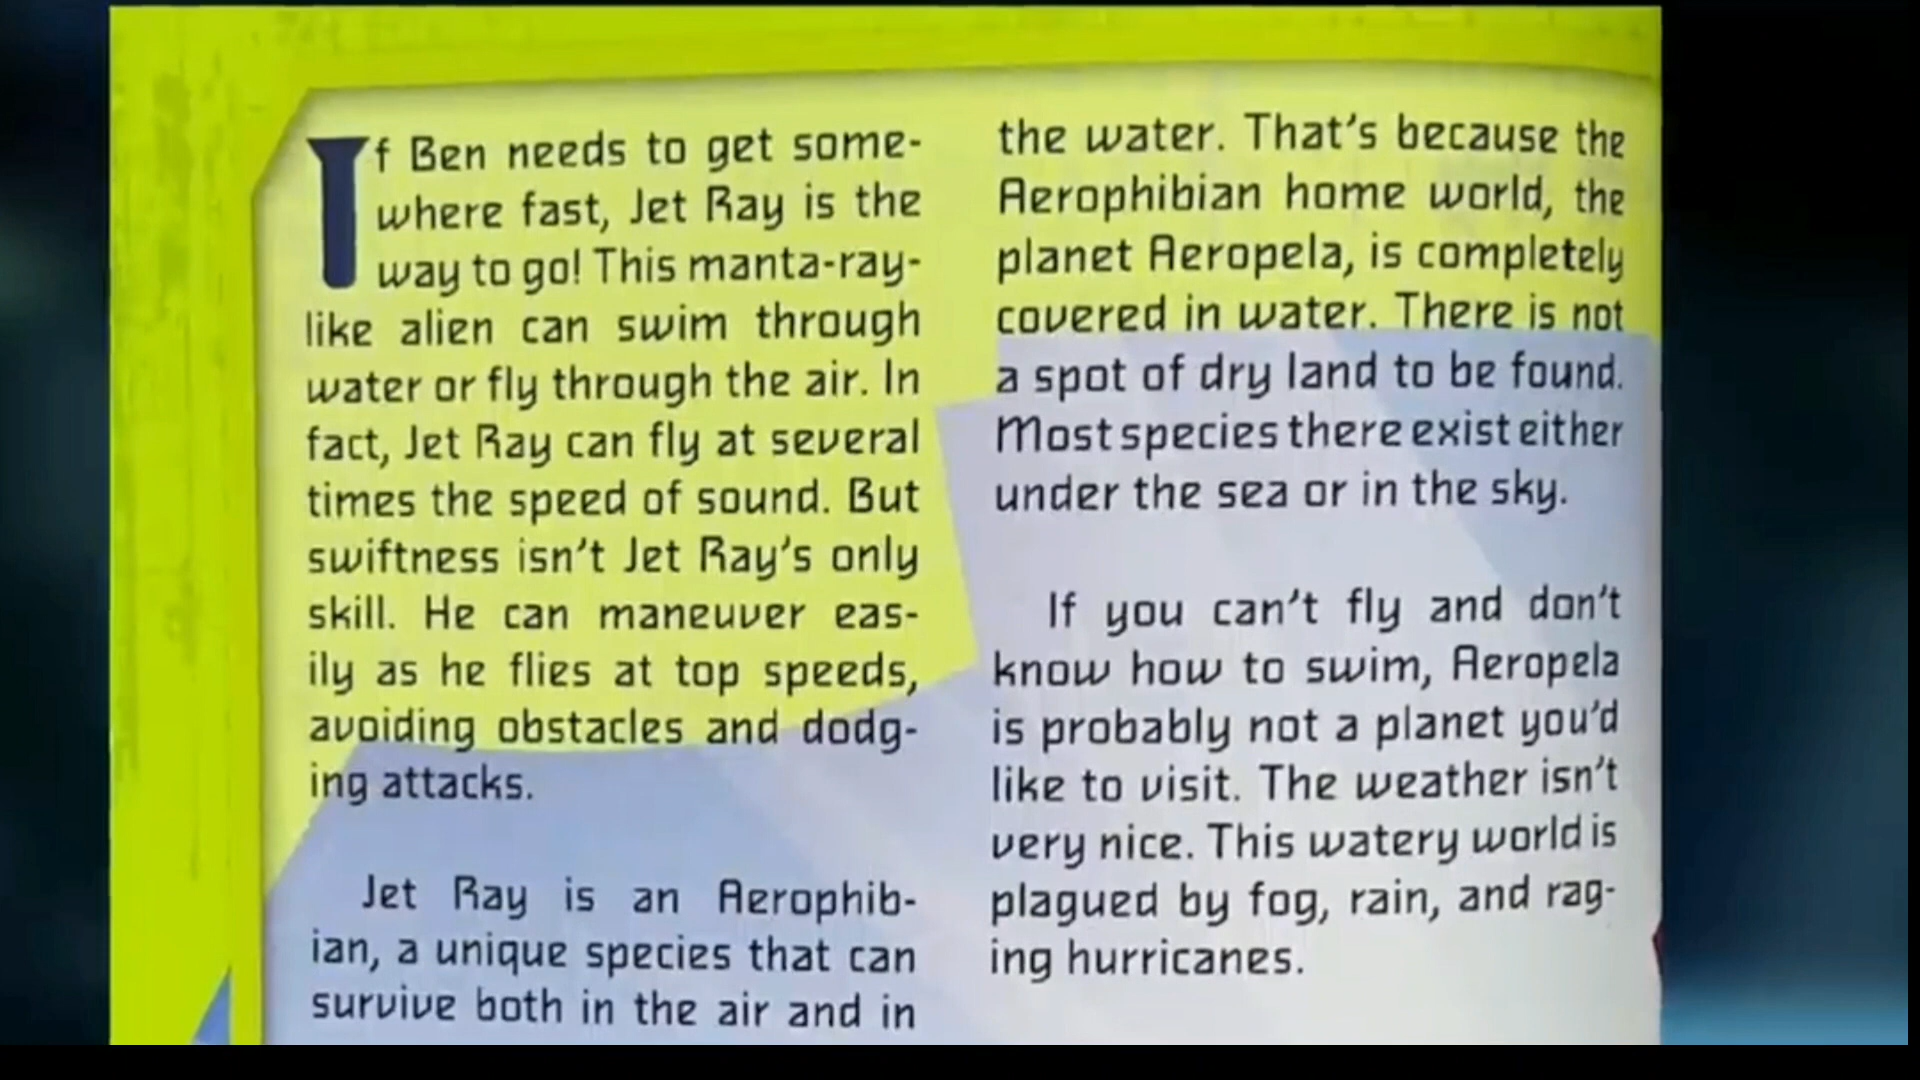 If Ben needs to get some-
where fast, Jet Ray is the
way to go! This manta-ray-
like alien can swim through
water or fly through the air. In
fact, Jet Ray can fly at several
times the speed of sound. But
swiftness isn't Jet Ray's only
skill. He can maneuver eas-
ily as he flies at top speeds,
avoiding obstacles and dodg-
ing attacks.
Jet Ray is an Aerophib-
ian, a unique species that can
survive both in the air and in
the water. That's because the
Aerophibian home world, the
planet Aeropela, is completely
covered in water. There is not
a spot of dry land to be found.
Most species there exist either
under the sea or in the sky.
If you can't fly and don't
know how to swim, Aeropela
is probably not a planet you'd
like to visit. The weather isn't
very nice. This watery world is
plagued by fog, rain, and rag-
ing hurricanes.